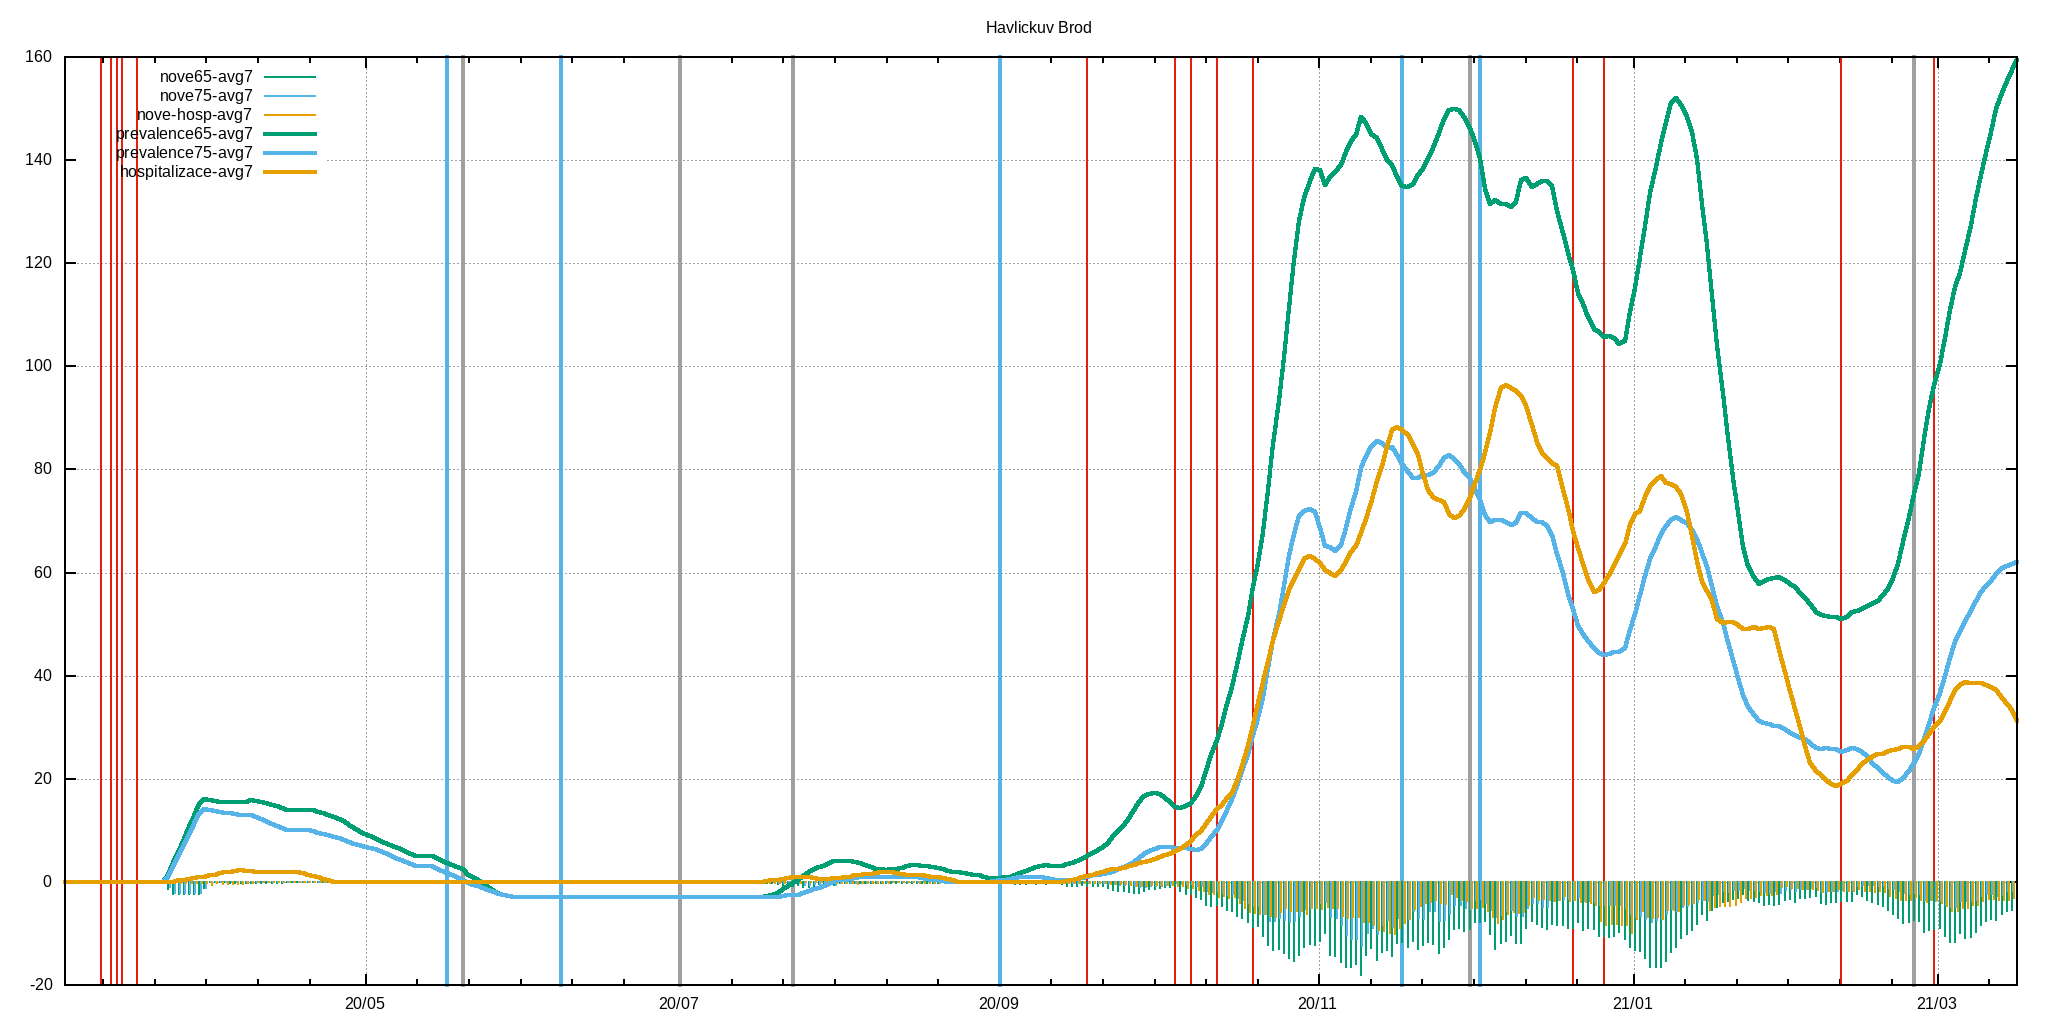 Havlickuv Brod
160
140
120
100
80
60
40
20
0
-20
nove65-avg7
nove75-avg7
nove-hosp-avg7
prevalence65-avg7
prevalence75-avg7
hospitalizace-avg7
20/05
20/07
20/09
20/11
21/01
21/03